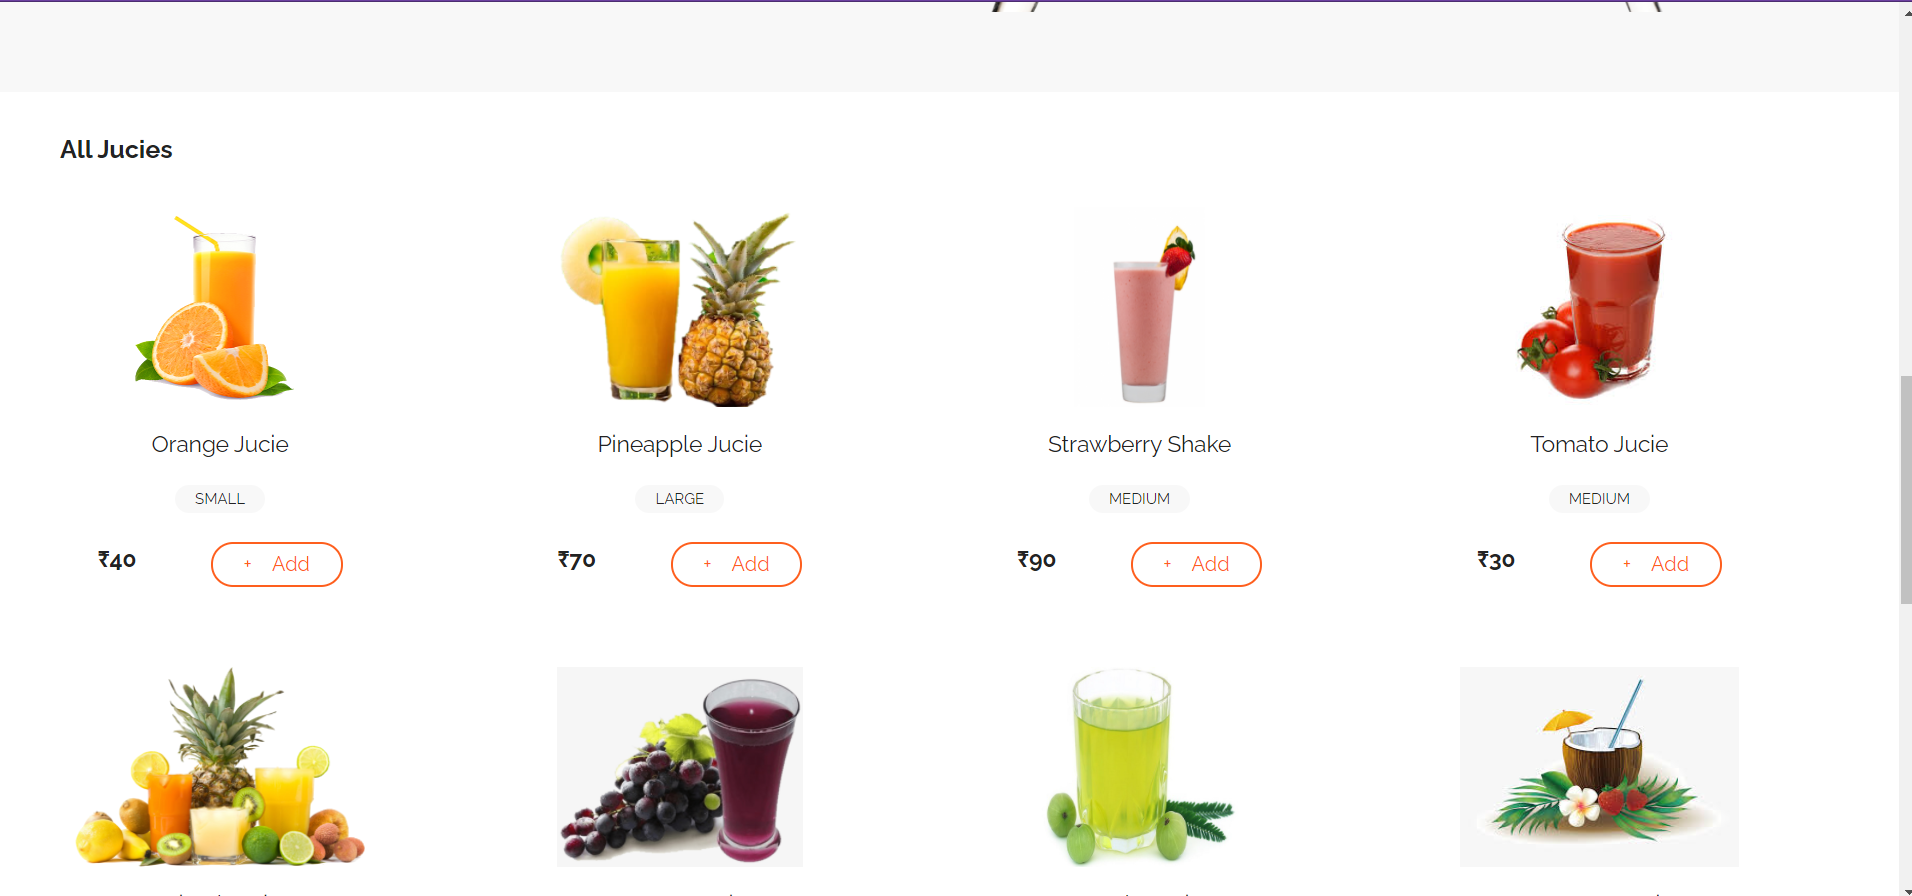 All Jucies
Orange Jucie
Pineapple Jucie
Strawberry Shake
Tomato Jucie
SMALL
LARGE
MEDIUM
MEDIUM
₹40
+ Add
₹70
+ Add
₹90
+ Add
₹30
+ Add